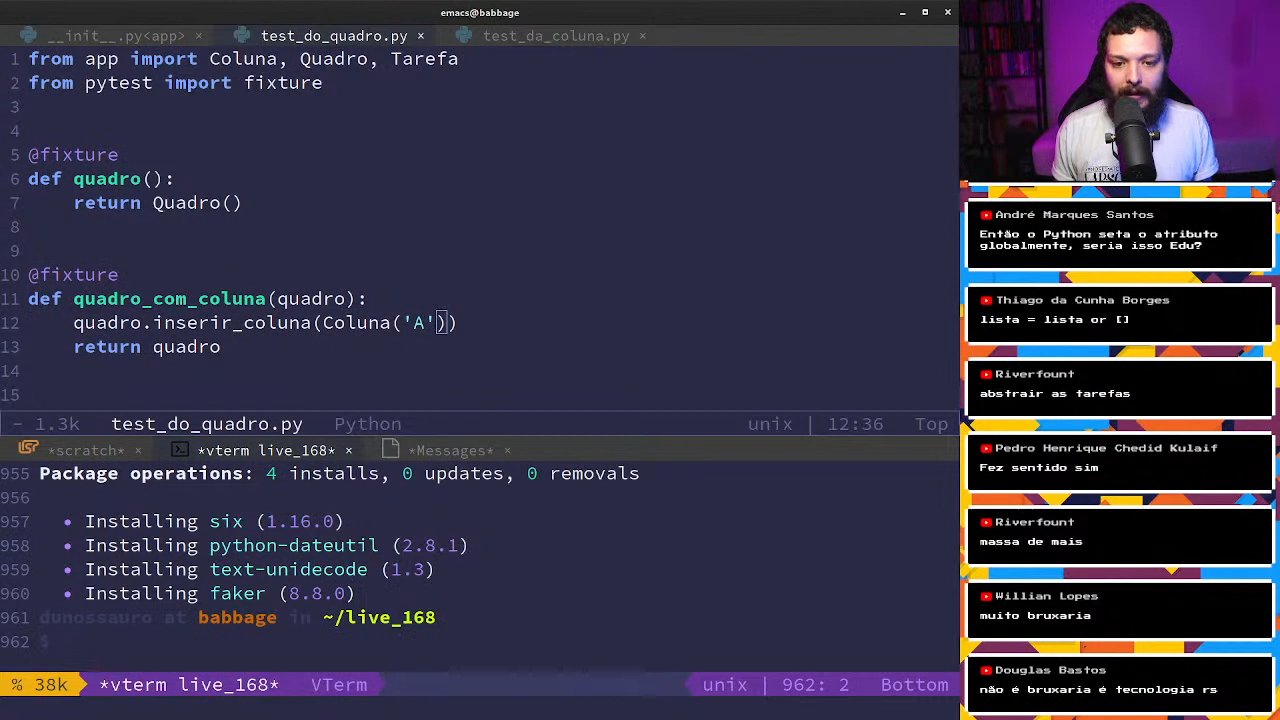 emacs@babbage
__init__.py<app> × test_do_quadro.py × test_da_coluna.py ×
1 from app import Coluna, Quadro, Tarefa
2 from pytest import fixture
3
4
5 @fixture
6 def quadro():
7 return Quadro()
8
9
10 @fixture
11 def quadro_com_coluna(quadro):
12 quadro.inserir_coluna(Coluna('A'))
13 return quadro
14
15
- 1.3k test_do_quadro.py Python unix | 12:36 Top
*scratch* × *vterm live_168* × *Messages* ×
955 Package operations: 4 installs, 0 updates, 0 removals
956
957 • Installing six (1.16.0)
958 • Installing python-dateutil (2.8.1)
959 • Installing text-unidecode (1.3)
960 • Installing faker (8.8.0)
961 dunossauro at babbage in ~/live_168
962 $
% 38k *vterm live_168* VTerm unix | 962: 2 Bottom
André Marques Santos
Então o Python seta o atributo
globalmente, seria isso Edu?
Thiago da Cunha Borges
lista = lista or []
Riverfount
abstrair as tarefas
Pedro Henrique Chedid Kulaif
Fez sentido sim
Riverfount
massa de mais
Willian Lopes
muito bruxaria
Douglas Bastos
não é bruxaria é tecnologia rs